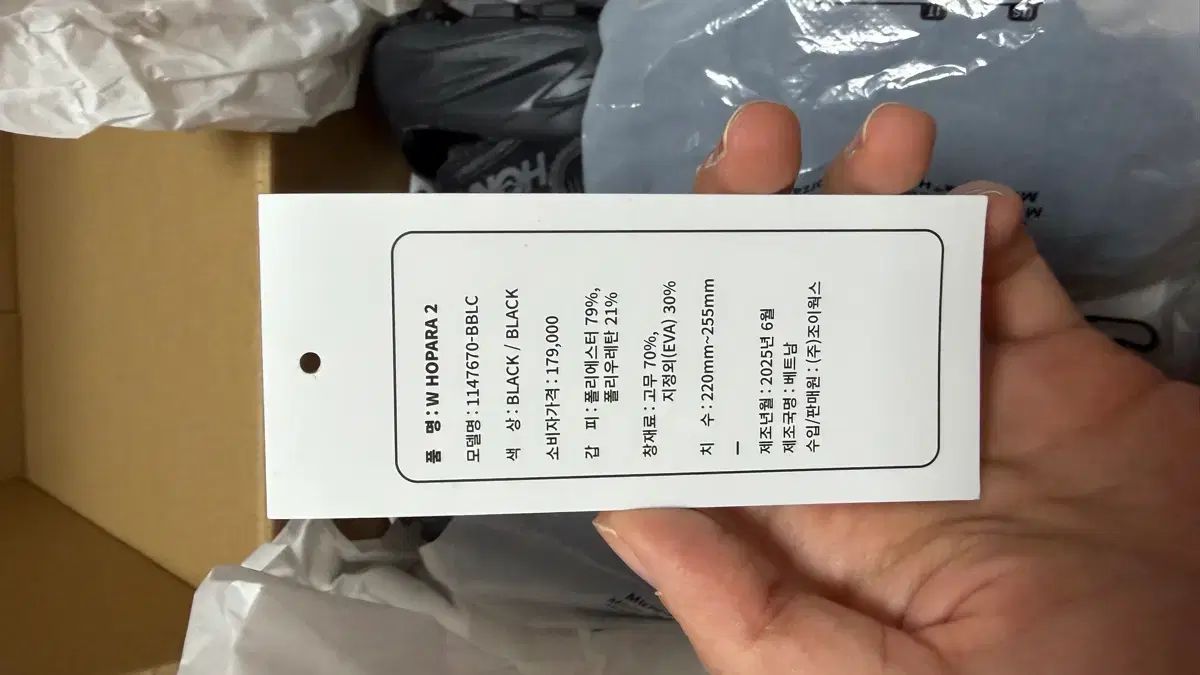 품 명 : W HOPARA 2
모델명 : 1147670-BBLC
색 상 : BLACK / BLACK
소비자가격 : 179,000
갑 피 : 폴리에스터 79%,
폴리우레탄 21%
창재료 : 고무 70%,
지정외(EVA) 30%
치 수 : 220mm~255mm
–
제조년월 : 2025년 6월
제조국명 : 베트남
수입/판매원 : (주)조이웍스